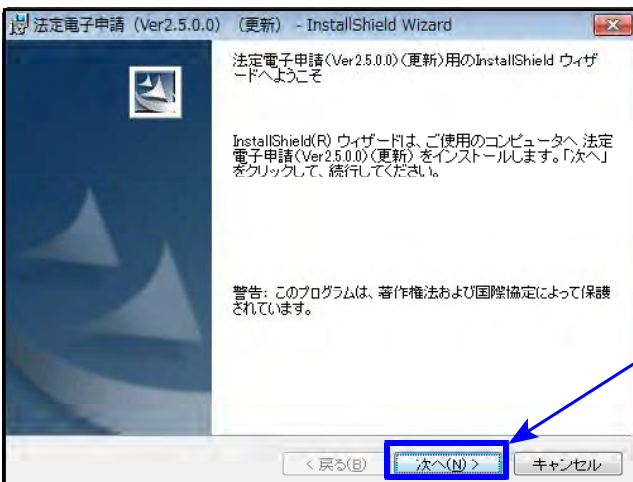 法定電子申請（Ver2.5.0.0）（更新） - InstallShield Wizard
法定電子申請(Ver2.5.0.0)(更新)用のInstallShield ウィザ
ードへようこそ
InstallShield(R) ウィザードは、ご使用のコンピュータへ 法定
電子申請(Ver2.5.0.0)(更新) をインストールします。「次へ」
をクリックして、続行してください。
警告: このプログラムは、著作権法および国際協定によって保護
されています。
< 戻る(B)
次へ(N) >
キャンセル